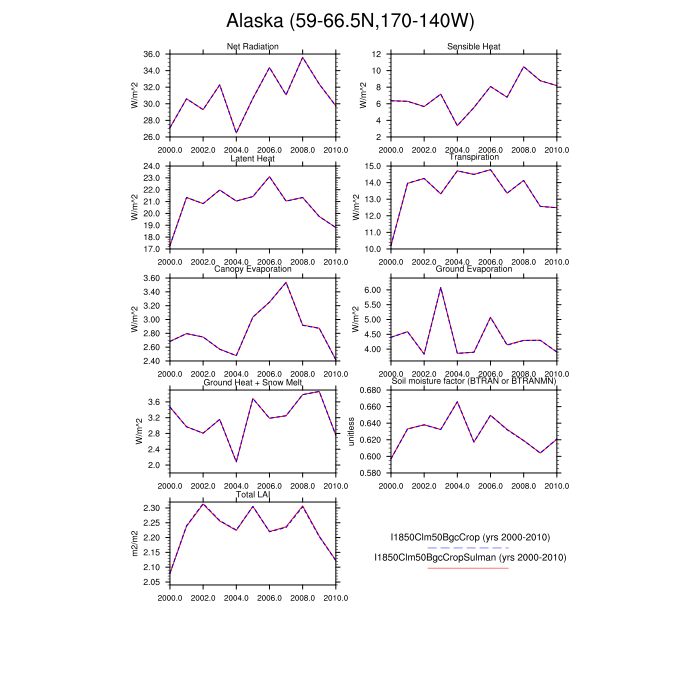 Alaska (59-66.5N,170-140W)
Net Radiation
W/m^2
36.0
34.0
32.0
30.0
28.0
26.0
2000.0 2002.0 2004.0 2006.0 2008.0 2010.0
Sensible Heat
W/m^2
12
10
8
6
4
2
2000.0 2002.0 2004.0 2006.0 2008.0 2010.0
Latent Heat
W/m^2
24.0
23.0
22.0
21.0
20.0
19.0
18.0
17.0
2000.0 2002.0 2004.0 2006.0 2008.0 2010.0
Transpiration
W/m^2
15.0
14.0
13.0
12.0
11.0
10.0
2000.0 2002.0 2004.0 2006.0 2008.0 2010.0
Canopy Evaporation
W/m^2
3.60
3.40
3.20
3.00
2.80
2.60
2.40
2000.0 2002.0 2004.0 2006.0 2008.0 2010.0
Ground Evaporation
W/m^2
6.00
5.50
5.00
4.50
4.00
2000.0 2002.0 2004.0 2006.0 2008.0 2010.0
Ground Heat + Snow Melt
W/m^2
3.6
3.2
2.8
2.4
2.0
2000.0 2002.0 2004.0 2006.0 2008.0 2010.0
Soil moisture factor (BTRAN or BTRANMN)
unitless
0.680
0.660
0.640
0.620
0.600
0.580
2000.0 2002.0 2004.0 2006.0 2008.0 2010.0
Total LAI
m2/m2
2.30
2.25
2.20
2.15
2.10
2.05
2000.0 2002.0 2004.0 2006.0 2008.0 2010.0
I1850Clm50BgcCrop (yrs 2000-2010)
I1850Clm50BgcCropSulman (yrs 2000-2010)